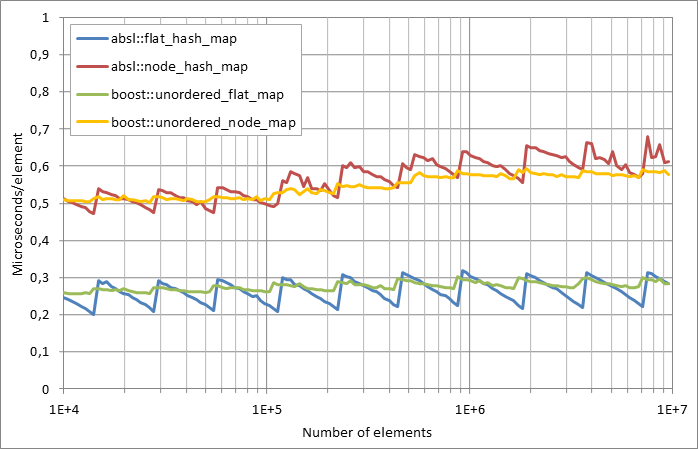 1
0,9
0,8
0,7
0,6
0,5
0,4
0,3
0,2
0,1
0
Microseconds/element
absl::flat_hash_map
absl::node_hash_map
boost::unordered_flat_map
boost::unordered_node_map
1E+4
1E+5
1E+6
1E+7
Number of elements